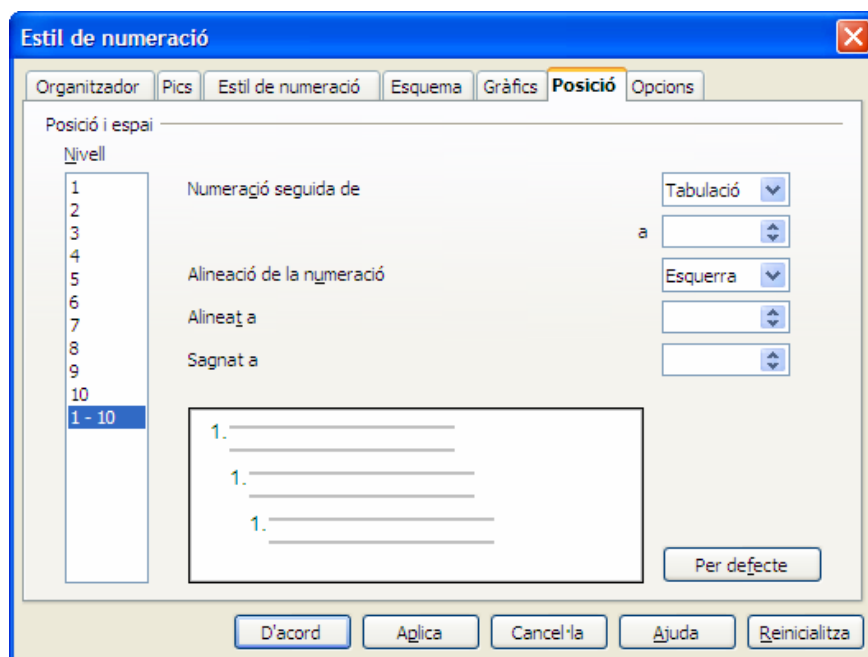 Estil de numeració
Organitzador Pics Estil de numeració Esquema Gràfics Posició Opcions
Posició i espai
Nivell
1
2
3
4
5
6
7
8
9
10
1 - 10
Numeració seguida de Tabulació
a
Alineació de la numeració Esquerra
Alineat a
Sagnat a
1.
1.
1.
Per defecte
D'acord Aplica Cancel·la Ajuda Reinicialitza